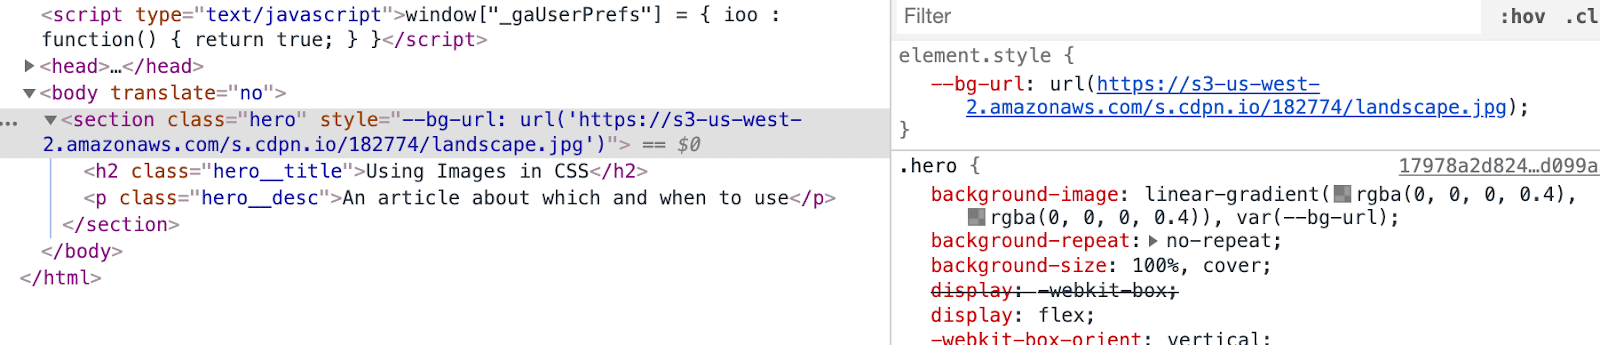 <script type="text/javascript">window["_gaUserPrefs"] = { ioo :
function() { return true; } }</script>
▶<head>…</head>
▼<body translate="no">
… ▼<section class="hero" style="--bg-url: url('https://s3-us-west-
2.amazonaws.com/s.cdpn.io/182774/landscape.jpg')"> == $0
<h2 class="hero__title">Using Images in CSS</h2>
<p class="hero__desc">An article about which and when to use</p>
</section>
</body>
</html>
Filter :hov .cl
element.style {
--bg-url: url(https://s3-us-west-
2.amazonaws.com/s.cdpn.io/182774/landscape.jpg);
}
.hero { 17978a2d824…d099a
background-image: linear-gradient(rgba(0, 0, 0, 0.4),
rgba(0, 0, 0, 0.4)), var(--bg-url);
background-repeat: ▶ no-repeat;
background-size: 100%, cover;
display: -webkit-box;
display: flex;
-webkit-box-orient: vertical;